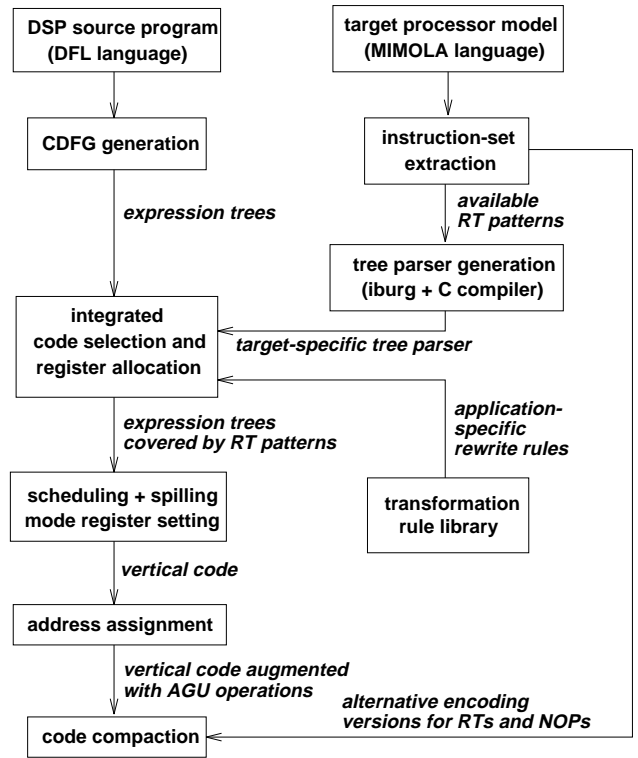 DSP source program
(DFL language)
target processor model
(MIMOLA language)
CDFG generation
instruction-set
extraction
expression trees
available
RT patterns
tree parser generation
(iburg + C compiler)
integrated
code selection and
register allocation
target-specific tree parser
expression trees
covered by RT patterns
application-
specific
rewrite rules
scheduling + spilling
mode register setting
transformation
rule library
vertical code
address assignment
vertical code augmented
with AGU operations
alternative encoding
versions for RTs and NOPs
code compaction